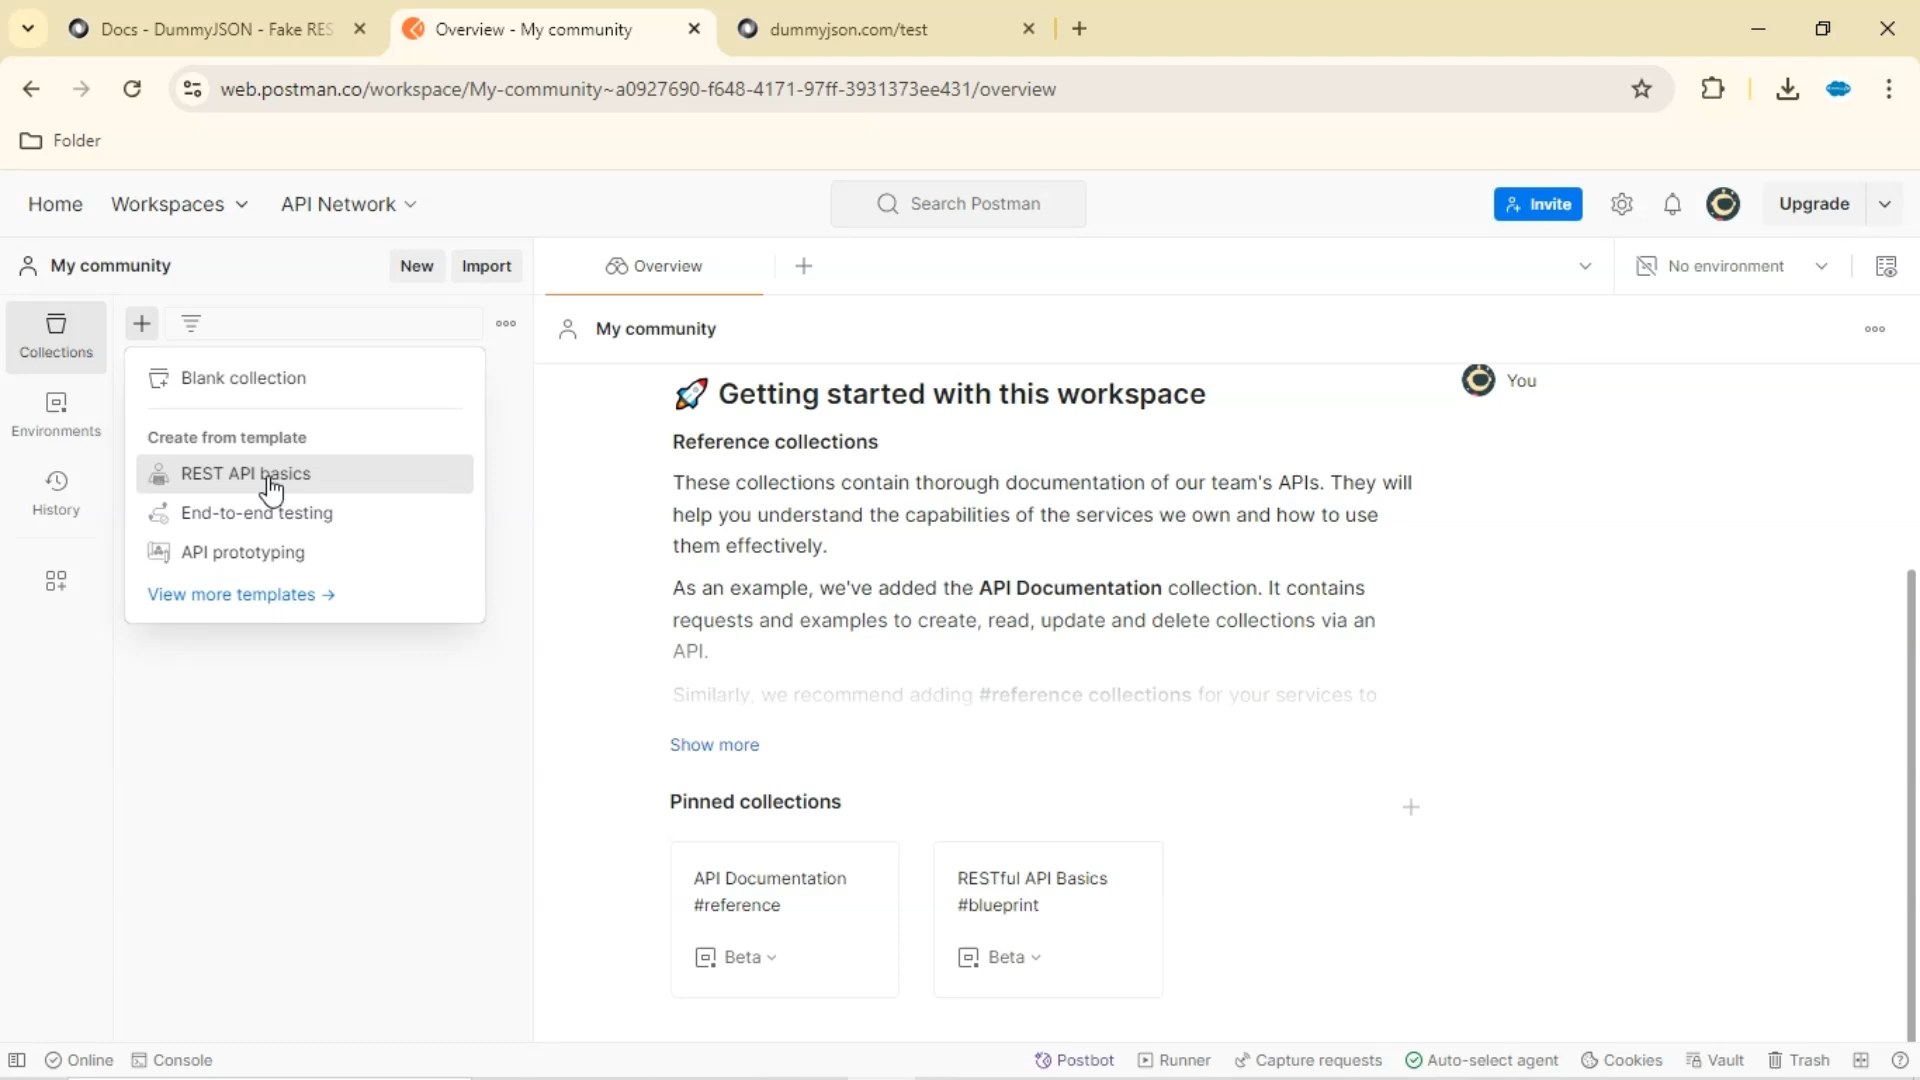 Docs - DummyJSON - Fake RES
Overview - My community
dummyjson.com/test
web.postman.co/workspace/My-community~a0927690-f648-4171-97ff-3931373ee431/overview
Folder
Home
Workspaces
API Network
Search Postman
Invite
Upgrade
My community
New
Import
Overview
No environment
Collections
Environments
History
Blank collection
Create from template
REST API basics
End-to-end testing
API prototyping
View more templates →
My community
Getting started with this workspace
You
Reference collections
These collections contain thorough documentation of our team's APIs. They will
help you understand the capabilities of the services we own and how to use
them effectively.
As an example, we've added the API Documentation collection. It contains
requests and examples to create, read, update and delete collections via an
API.
Similarly, we recommend adding #reference collections for your services to
Show more
Pinned collections
API Documentation
#reference
Beta
RESTful API Basics
#blueprint
Beta
Online
Console
Postbot
Runner
Capture requests
Auto-select agent
Cookies
Vault
Trash